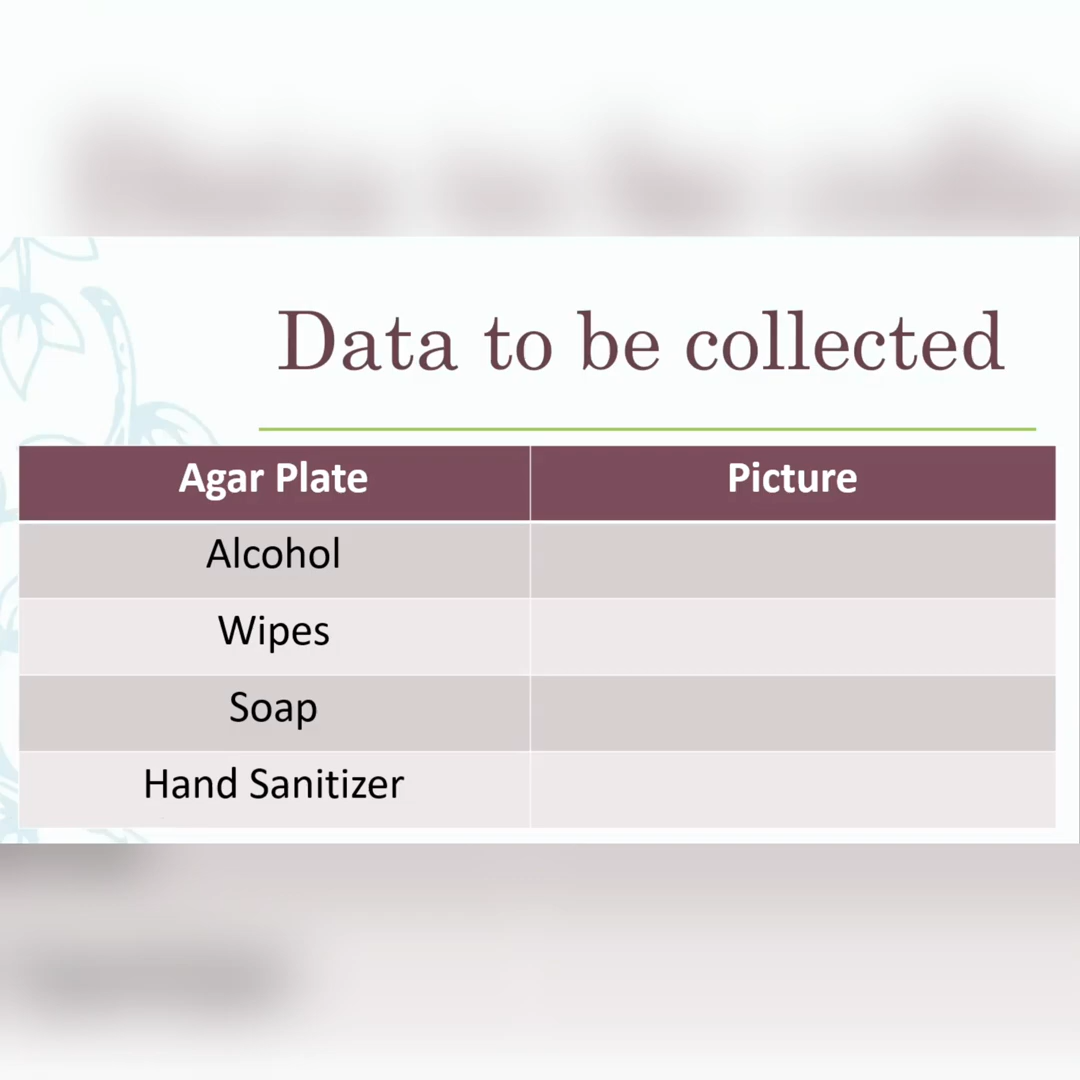 Data to be collected
Agar Plate Picture
Alcohol
Wipes
Soap
Hand Sanitizer